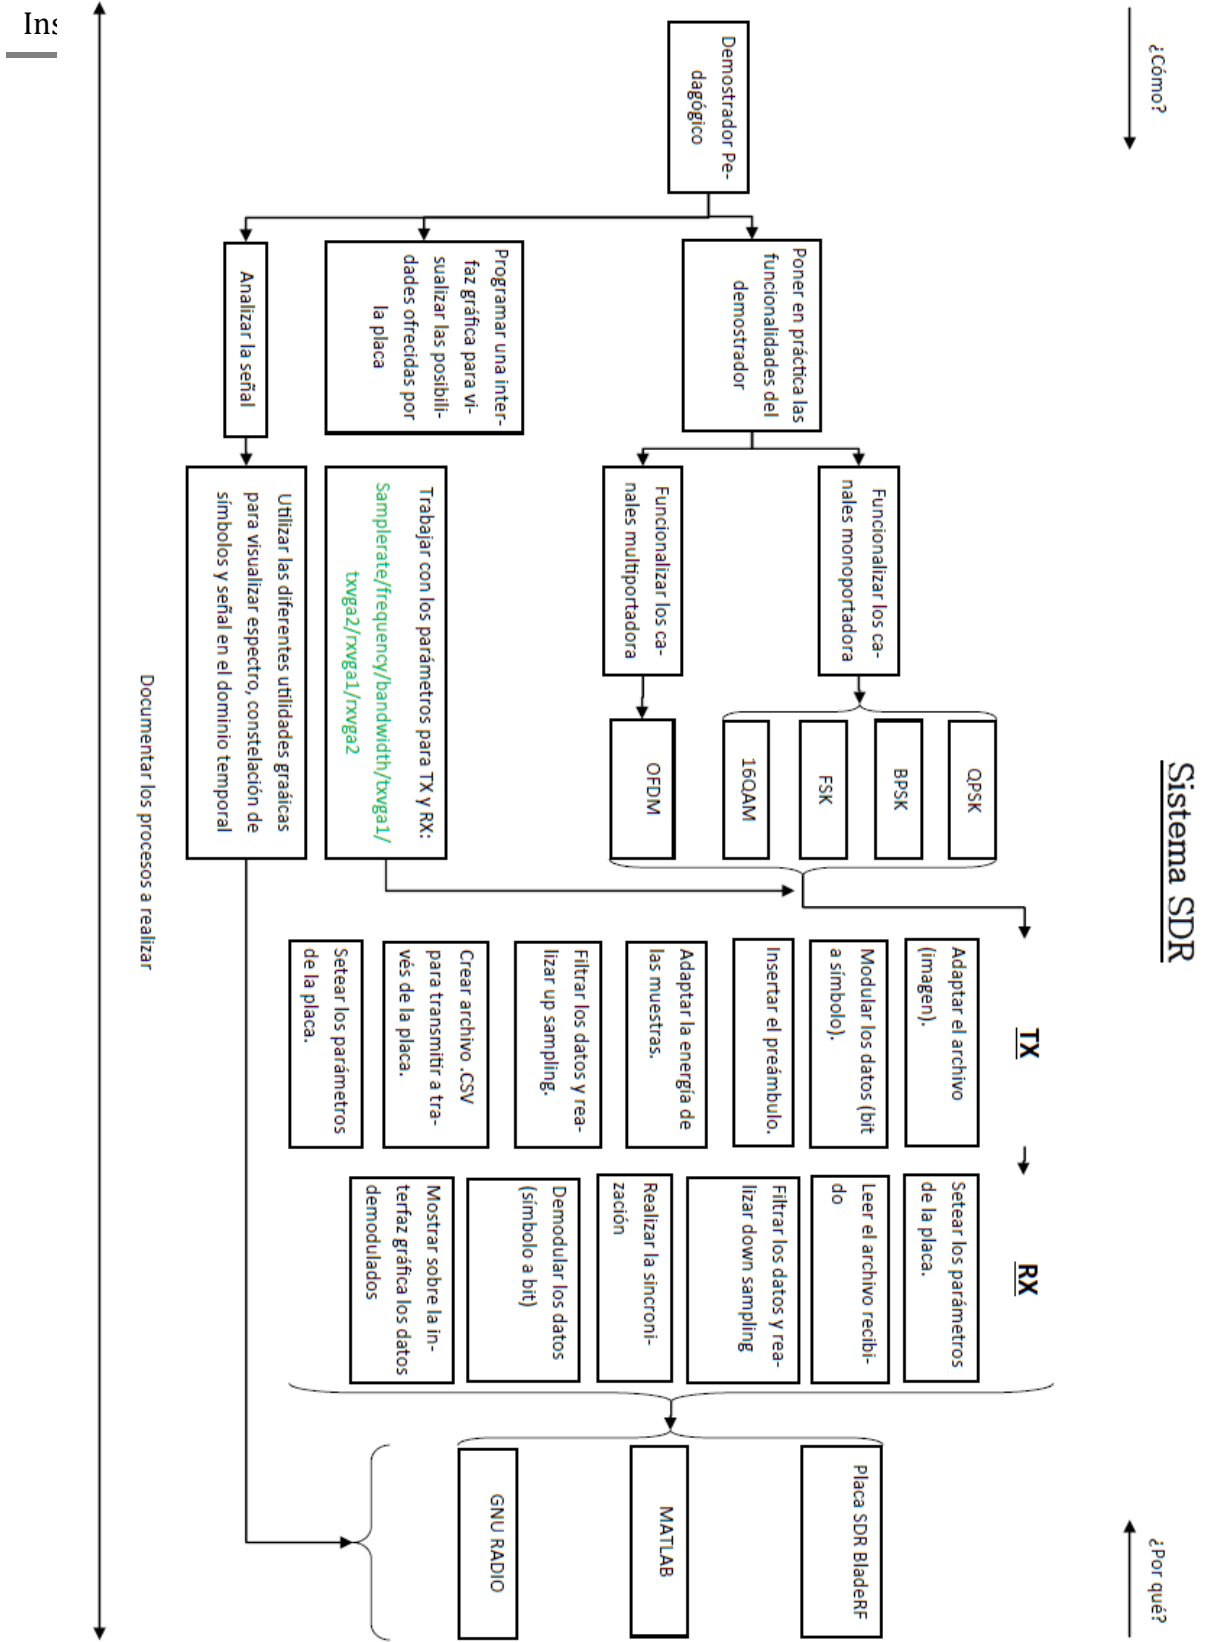 Ins
Sistema SDR
¿Cómo?
¿Por qué?
Demostrador Pe-
dagógico
Poner en práctica las
funcionalidades del
demostrador
Programar una inter-
faz gráfica para vi-
sualizar las posibili-
dades ofrecidas por
la placa
Analizar la señal
Funcionalizar los ca-
nales monoportadora
Funcionalizar los ca-
nales multiportadora
Trabajar con los parámetros para TX y RX:
Samplerate/frequency/bandwidth/txvga1/
txvga2/rxvga1/rxvga2
Utilizar las diferentes utilidades graáicas
para visualizar espectro, constelación de
símbolos y señal en el dominio temporal
QPSK
BPSK
FSK
16QAM
OFDM
TX
Adaptar el archivo
(imagen).
Modular los datos (bit
a símbolo).
Insertar el preámbulo.
Adaptar la energía de
las muestras.
Filtrar los datos y rea-
lizar up sampling.
Crear archivo .CSV
para transmitir a tra-
vés de la placa.
Setear los parámetros
de la placa.
RX
Setear los parámetros
de la placa.
Leer el archivo recibi-
do
Filtrar los datos y rea-
lizar down sampling
Realizar la sincroni-
zación
Demodular los datos
(símbolo a bit)
Mostrar sobre la in-
terfaz gráfica los datos
demodulados
Placa SDR BladeRF
MATLAB
GNU RADIO
Documentar los procesos a realizar